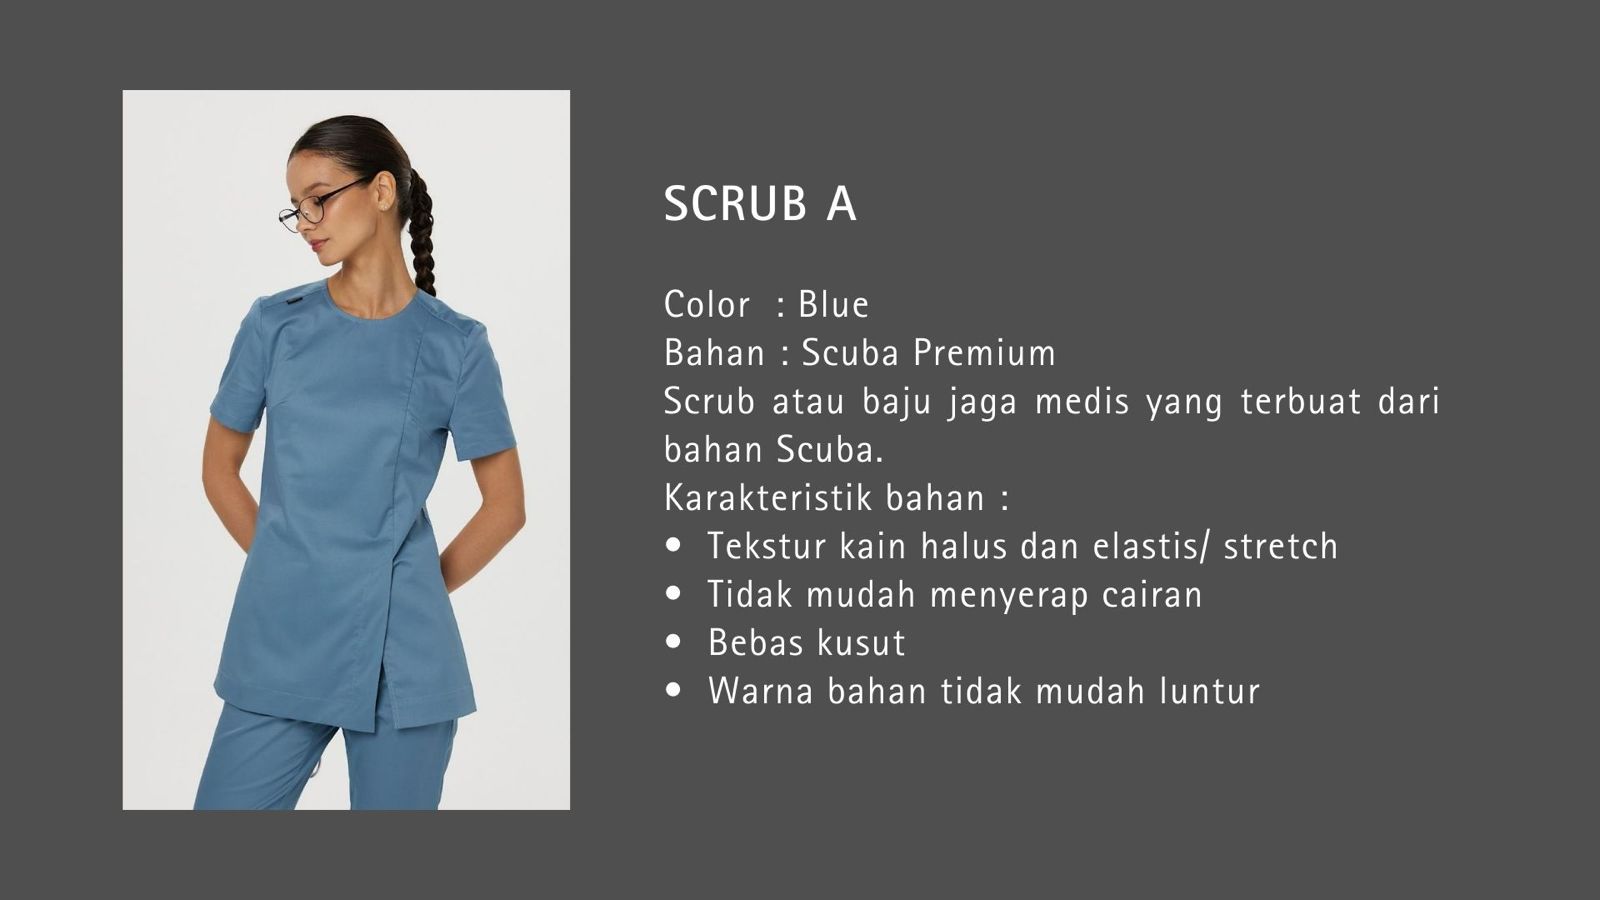 SCRUB A
Color : Blue
Bahan : Scuba Premium
Scrub atau baju jaga medis yang terbuat dari
bahan Scuba.
Karakteristik bahan :
• Tekstur kain halus dan elastis/ stretch
• Tidak mudah menyerap cairan
• Bebas kusut
• Warna bahan tidak mudah luntur